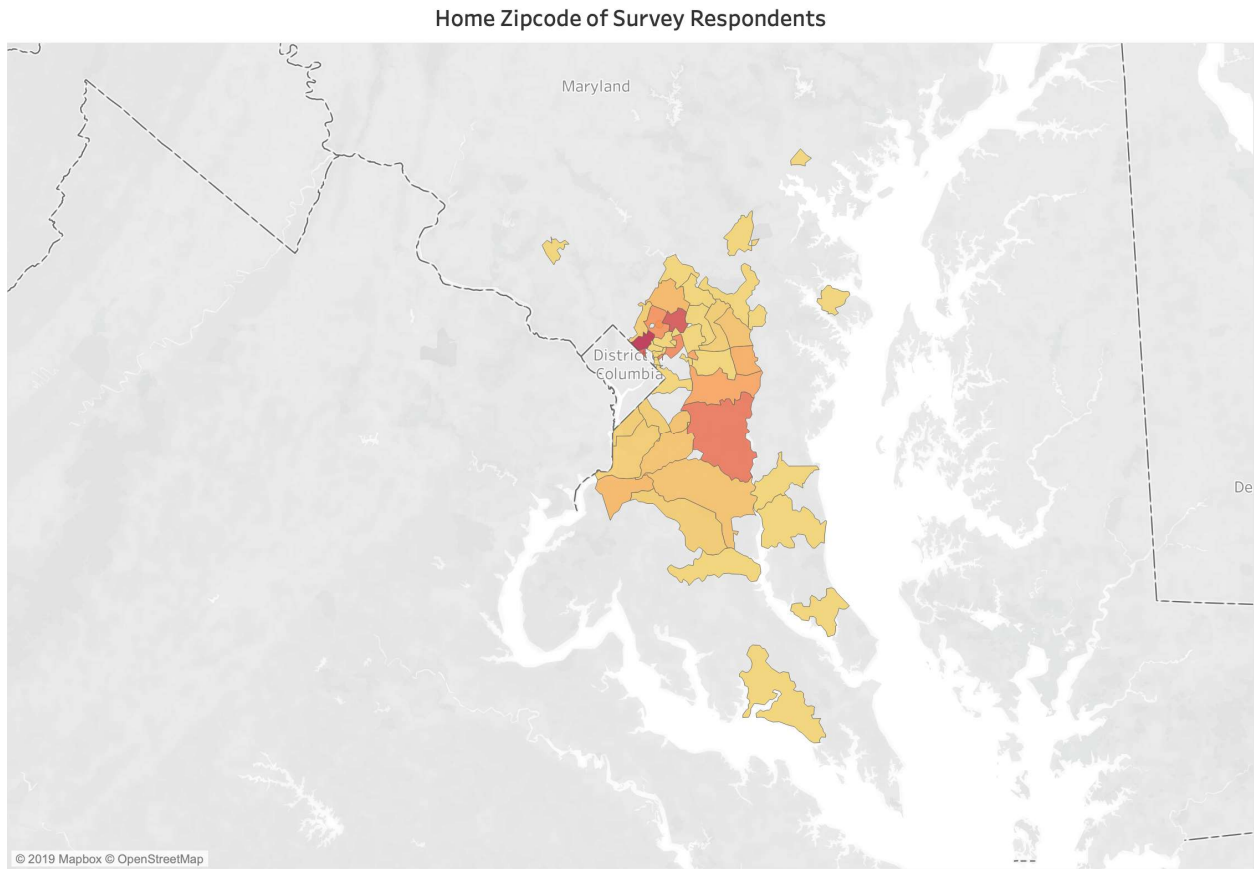 Home Zipcode of Survey Respondents
Maryland
District
Columbia
De
© 2019 Mapbox © OpenStreetMap